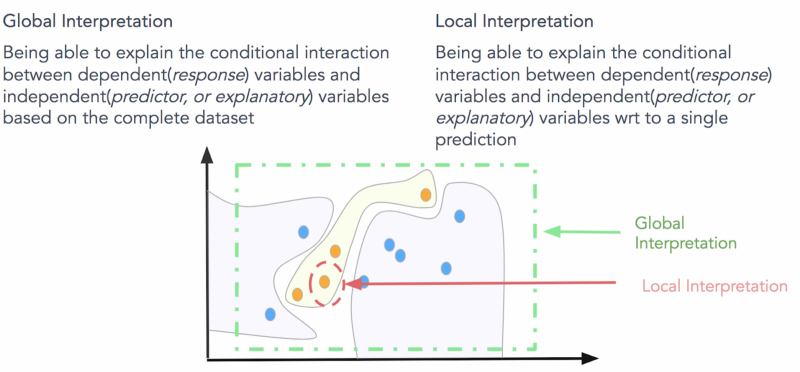 Global Interpretation
Being able to explain the conditional interaction
between dependent(response) variables and
independent(predictor, or explanatory) variables
based on the complete dataset
Local Interpretation
Being able to explain the conditional
interaction between dependent(response)
variables and independent(predictor, or
explanatory) variables wrt to a single
prediction
Global
Interpretation
Local Interpretation